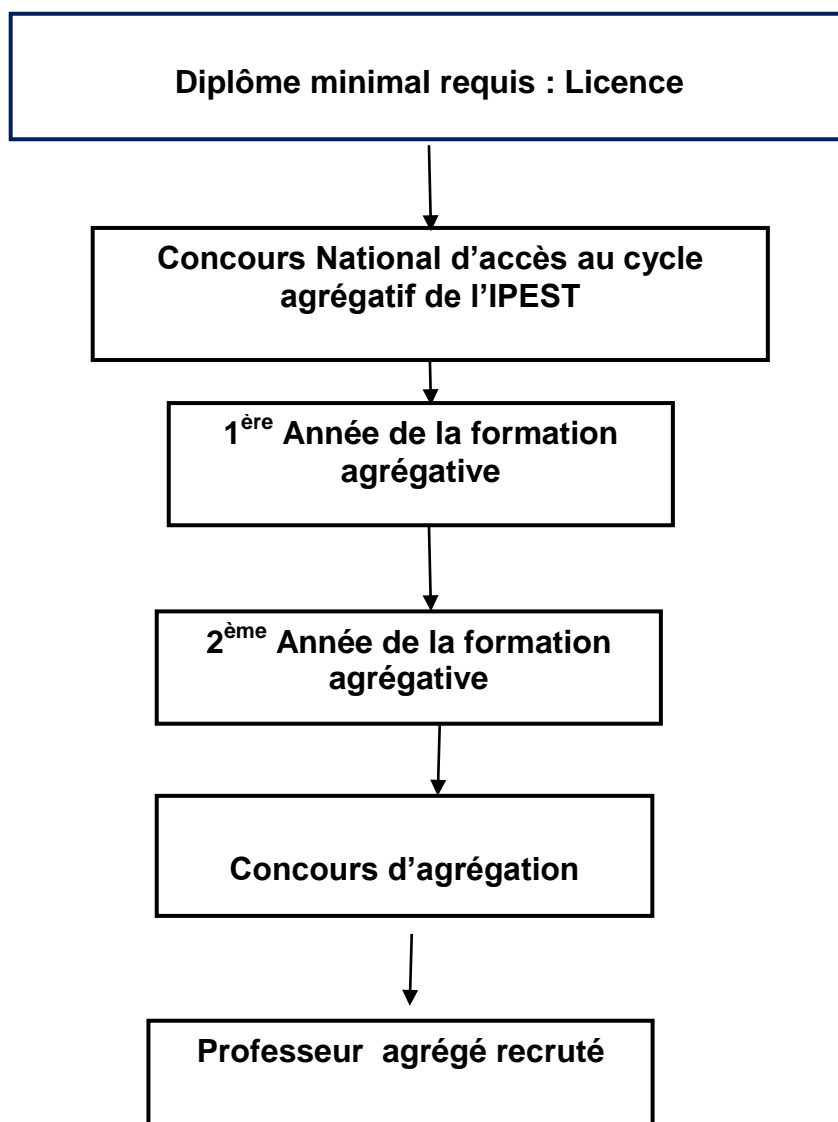 Diplôme minimal requis : Licence
Concours National d’accès au cycle
agrégatif de l’IPEST
1ère Année de la formation
agrégative
2ème Année de la formation
agrégative
Concours d’agrégation
Professeur agrégé recruté